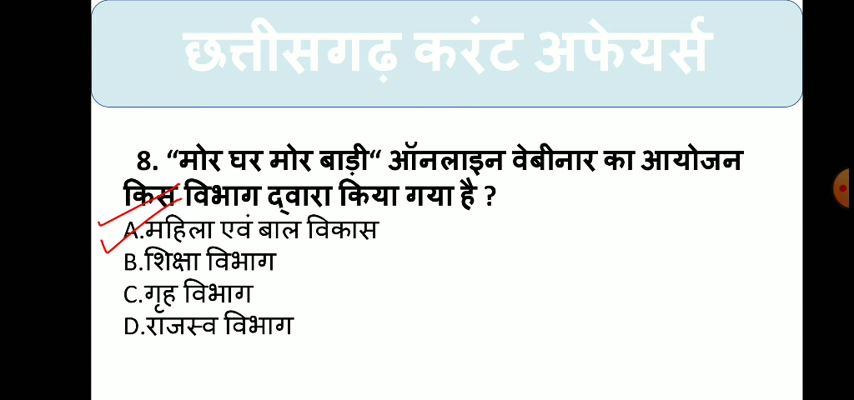 छत्तीसगढ़ करंट अफेयर्स
8. “मोर घर मोर बाड़ी“ ऑनलाइन वेबीनार का आयोजन
किस विभाग द्वारा किया गया है ?
A.महिला एवं बाल विकास
B.शिक्षा विभाग
C.गृह विभाग
D.राजस्व विभाग